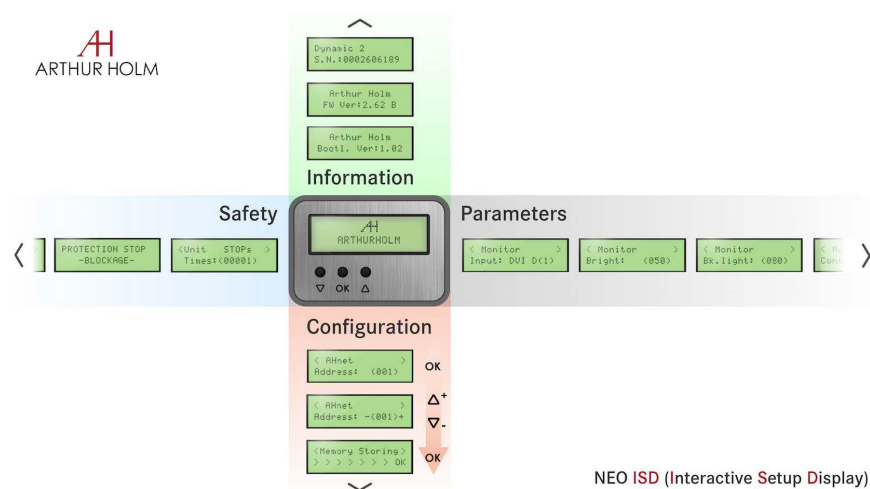 AH
ARTHUR HOLM
Dynamic 2
S.N.:0002606189
Arthur Holm
FW Ver:2.62 B
Arthur Holm
Bootl. Ver:1.02
Information
Safety
Parameters
PROTECTION STOP
-BLOCKAGE-
<Unit STOPs >
Times:(00001)
AH
ARTHURHOLM
OK
< Monitor >
Input: DVI D(1)
< Monitor >
Bright: (050)
< Monitor >
Bk.light: (080)
Configuration
< AHnet >
Address: (001)
OK
< AHnet >
Address: -(001)+
+
-
<Memory Storing>
> > > > > > > OK
OK
NEO ISD (Interactive Setup Display)